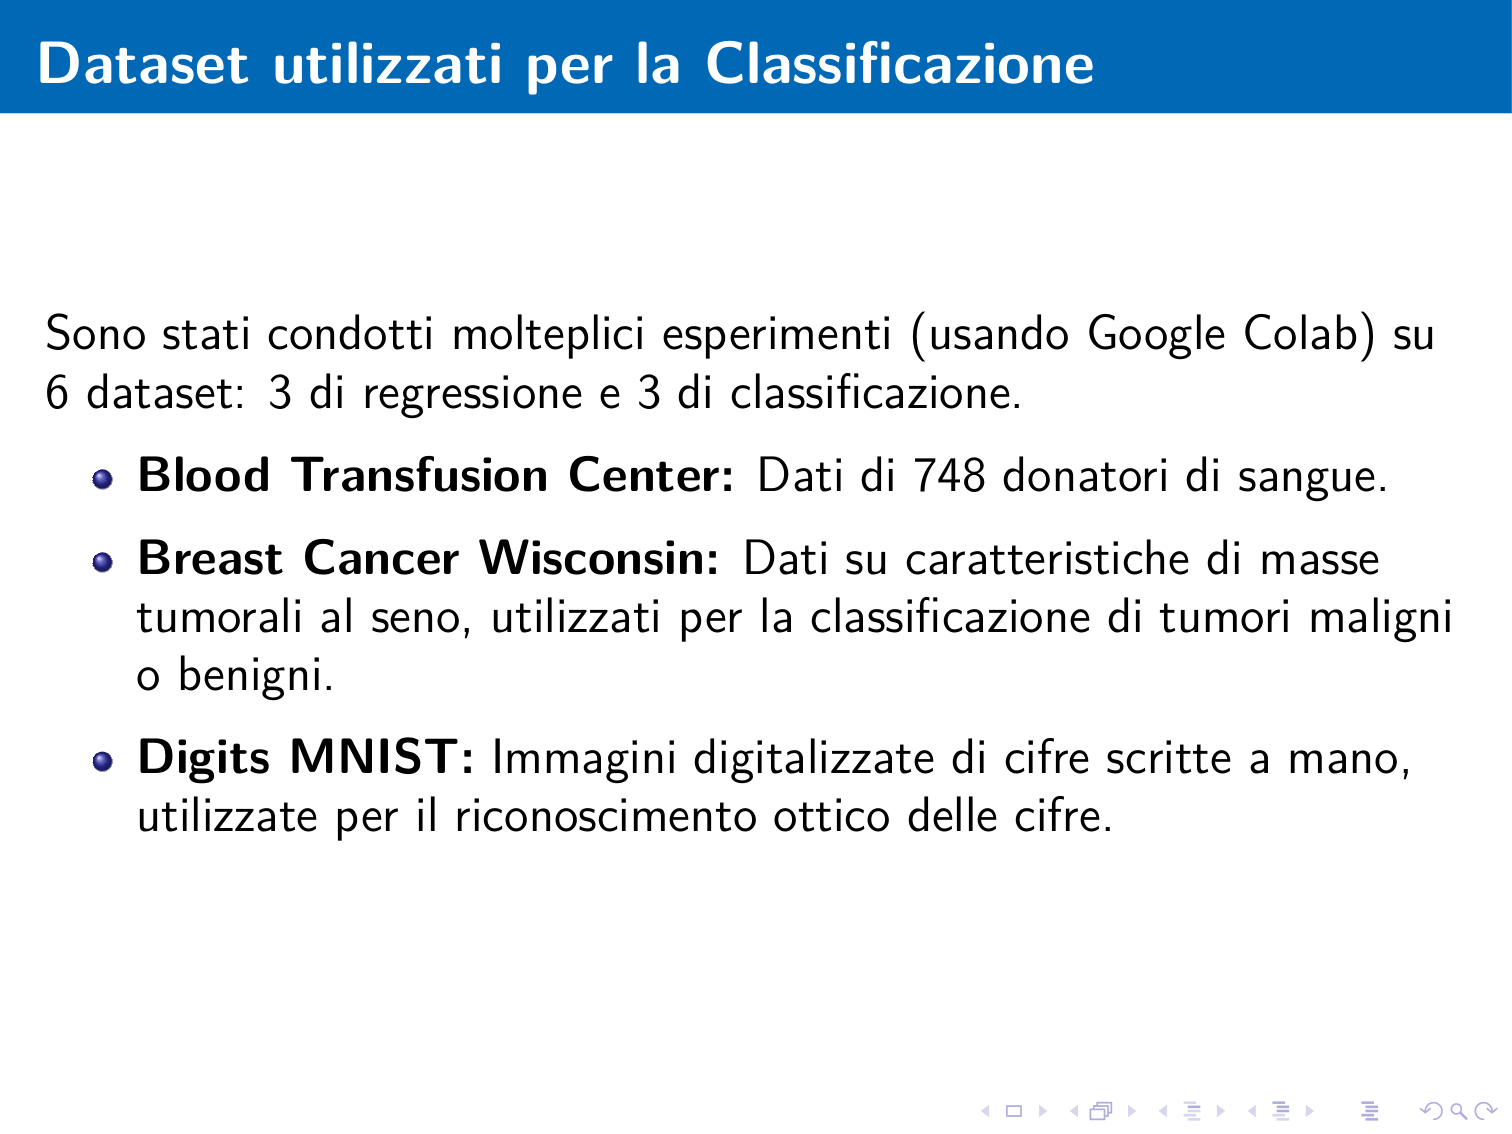 Dataset utilizzati per la Classificazione
Sono stati condotti molteplici esperimenti (usando Google Colab) su
6 dataset: 3 di regressione e 3 di classificazione.
Blood Transfusion Center: Dati di 748 donatori di sangue.
Breast Cancer Wisconsin: Dati su caratteristiche di masse
tumorali al seno, utilizzati per la classificazione di tumori maligni
o benigni.
Digits MNIST: Immagini digitalizzate di cifre scritte a mano,
utilizzate per il riconoscimento ottico delle cifre.